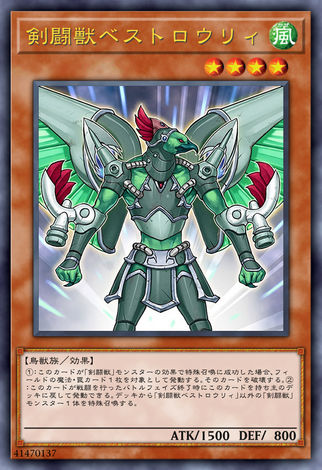 剣闘獣ベストロウリィ
風
【鳥獣族/効果】
①:このカードが「剣闘獣」モンスターの効果で特殊召喚に成功した場合、フィ
ールドの魔法・罠カード1枚を対象として発動する。そのカードを破壊する。②
:このカードが戦闘を行ったバトルフェイズ終了時にこのカードを持ち主のデ
ッキに戻して発動できる。デッキから「剣闘獣ベストロウリィ」以外の「剣闘獣」
モンスター1体を特殊召喚する。
ATK/1500 DEF/ 800
41470137